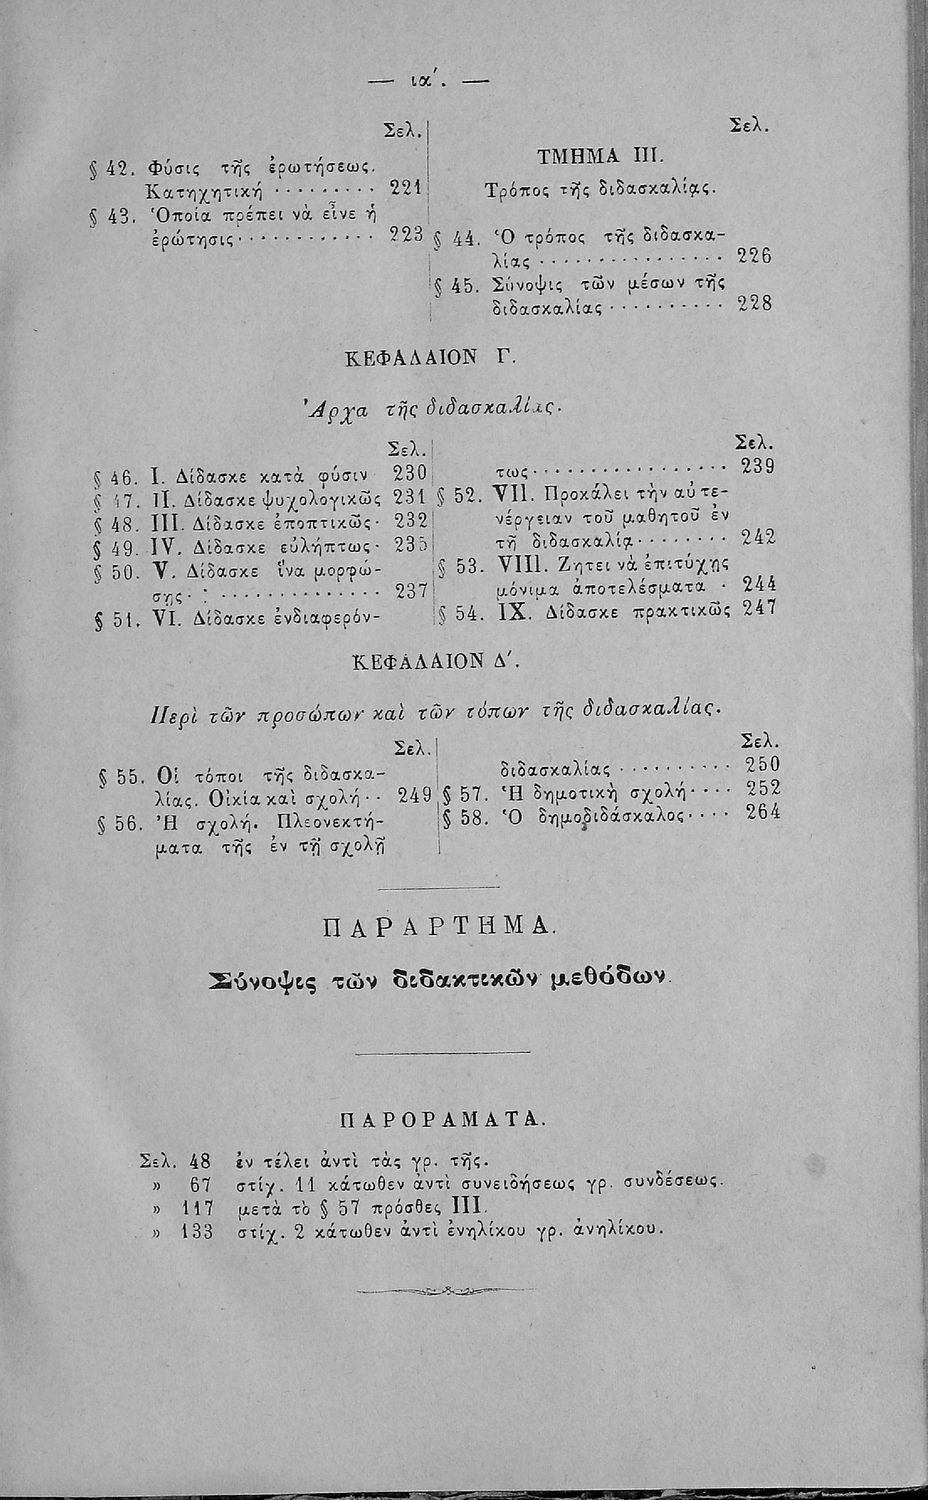 — ια΄. —
Σελ.
§ 42. Φύσις τῆς ἐρωτήσεως.
Κατηχητική ········· 221
§ 43. Ὁποία πρέπει νὰ εἶνε ἡ
ἐρώτησις ············ 223
Σελ.
ΤΜΗΜΑ III.
Τρόπος τῆς διδασκαλίας.
§ 44. Ὁ τρόπος τῆς διδασκα-
λίας ················ 226
§ 45. Σύνοψις τῶν μέσων τῆς
διδασκαλίας ·········· 228
ΚΕΦΑΛΑΙΟΝ Γ.
Ἀρχα τῆς διδασκαλίας.
Σελ.
§ 46. I. Δίδασκε κατὰ φύσιν 230
§ 47. II. Δίδασκε ψυχολογικῶς 231
§ 48. III. Δίδασκε ἐποπτικῶς · 232
§ 49. IV. Δίδασκε εὐλήπτως · 235
§ 50. V. Δίδασκε ἵνα μορφώ-
σῃς · : ·············· 237
§ 51. VI. Δίδασκε ἐνδιαφερόν-
Σελ.
τως ················· 239
§ 52. VII. Προκάλει τὴν αὐτε-
νέργειαν τοῦ μαθητοῦ ἐν
τῇ διδασκαλίᾳ ········ 242
§ 53. VIII. Ζητει νὰ ἐπιτύχῃς
μόνιμα ἀποτελέσματα · 244
§ 54. IX. Δίδασκε πρακτικῶς 247
ΚΕΦΑΛΑΙΟΝ Δ΄.
Περὶ τῶν προσώπων καὶ τῶν τόπων τῆς διδασκαλίας.
Σελ.
§ 55. Οἱ τόποι τῆς διδασκα-
λίας. Οἰκία καὶ σχολή ·· 249
§ 56. Ἡ σχολή. Πλεονεκτή-
ματα τῆς ἐν τῇ σχολῇ
Σελ.
διδασκαλίας ·········· 250
§ 57. Ἡ δημοτικὴ σχολή ···· 252
§ 58. Ὁ δημοδιδάσκαλος ···· 264
ΠΑΡΑΡΤΗΜΑ.
Σύνοψις τῶν διδακτικῶν μεθόδων.
ΠΑΡΟΡΑΜΑΤΑ.
Σελ. 48 ἐν τέλει ἀντὶ τὰς γρ. τῆς.
» 67 στίχ. 11 κάτωθεν ἀντὶ συνειδήσεως γρ. συνδέσεως.
» 117 μετὰ τὸ § 57 πρόσθες III.
» 133 στίχ. 2 κάτωθεν ἀντὶ ἐνηλίκου γρ. ἀνηλίκου.